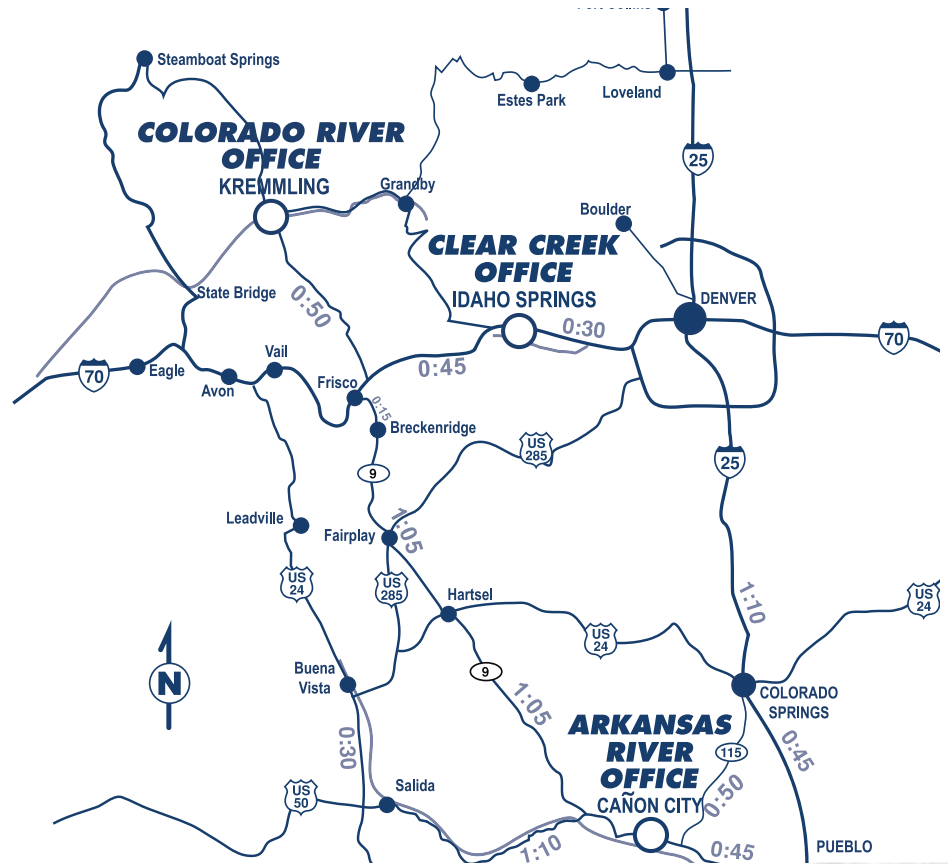 Steamboat Springs
Estes Park
Loveland
COLORADO RIVER
OFFICE
KREMMLING
Grandby
25
Boulder
CLEAR CREEK
OFFICE
IDAHO SPRINGS
State Bridge
0:50
DENVER
0:30
70
Vail
Eagle
Avon
Frisco
0:45
70
0:15
Breckenridge
US
285
9
25
Leadville
Fairplay
1:05
US
24
US
285
Hartsel
1:10
US
24
US
24
N
Buena
Vista
9
1:05
COLORADO
SPRINGS
0:30
ARKANSAS
RIVER
OFFICE
CAÑON CITY
115
0:45
0:50
US
50
Salida
1:10
0:45
PUEBLO